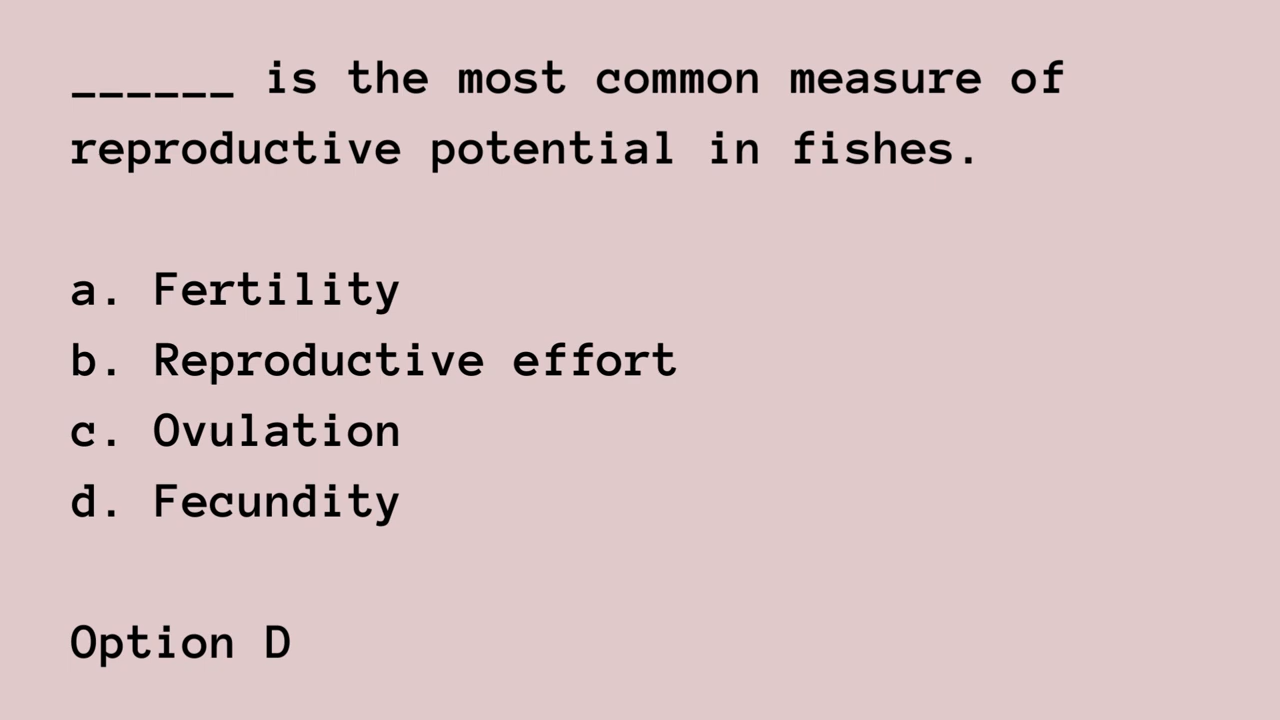 ______ is the most common measure of
reproductive potential in fishes.
a. Fertility
b. Reproductive effort
c. Ovulation
d. Fecundity
Option D